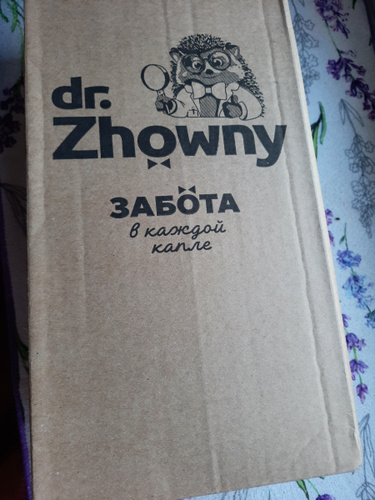 dr.
Zhowny
ЗАБОТА
в каждой
капле